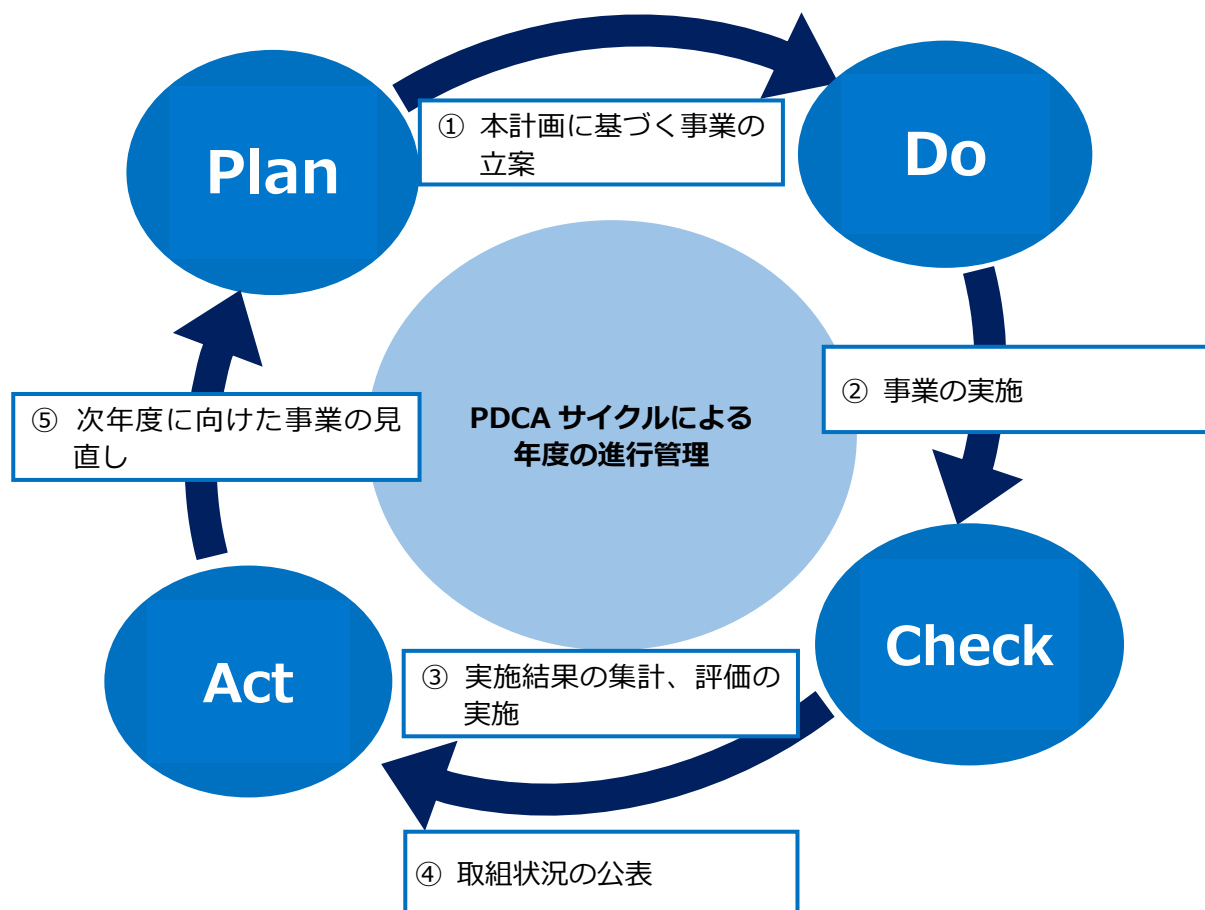 Plan
① 本計画に基づく事業の
立案
Do
② 事業の実施
PDCA サイクルによる
年度の進行管理
⑤ 次年度に向けた事業の見
直し
Check
③ 実施結果の集計、評価の
実施
Act
④ 取組状況の公表